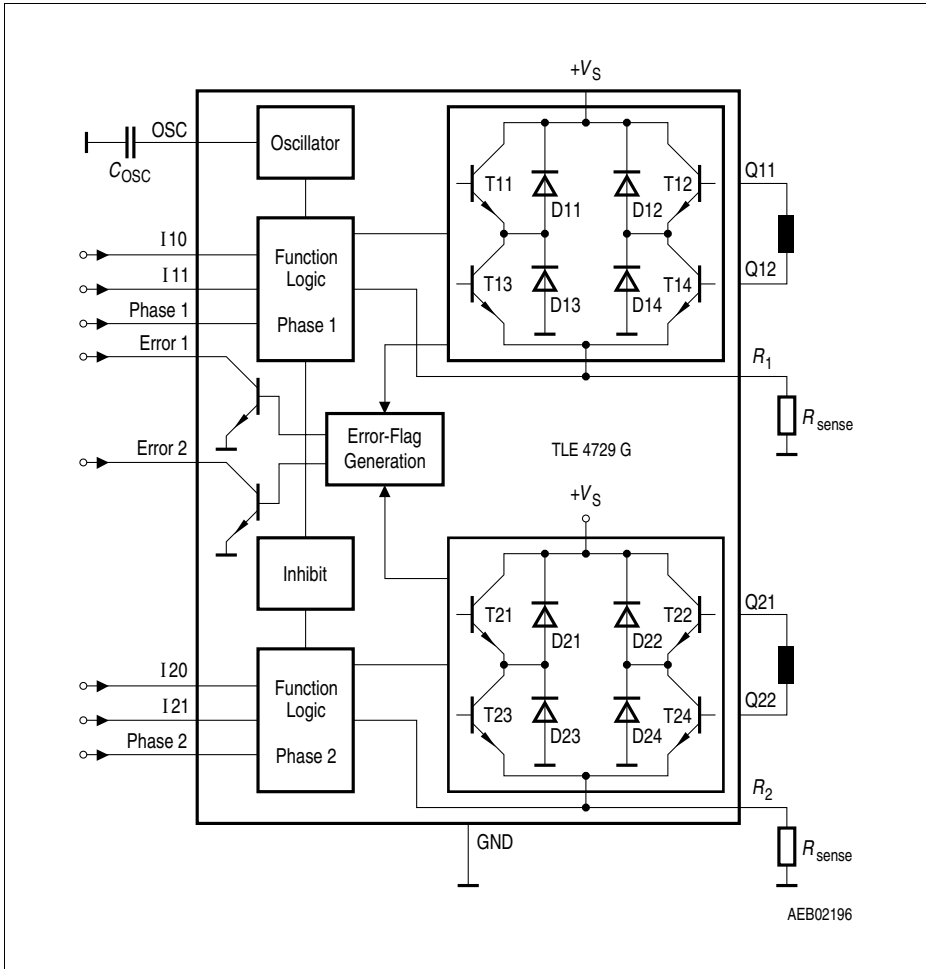 +VS
OSC
COSC
Oscillator
T11
D11
D12
T12
Q11
T13
D13
D14
T14
Q12
I10
I11
Phase 1
Error 1
Function
Logic
Phase 1
R1
Rsense
Error 2
Error-Flag
Generation
TLE 4729 G
+VS
Inhibit
T21
D21
D22
T22
Q21
T23
D23
D24
T24
Q22
I20
I21
Phase 2
Function
Logic
Phase 2
R2
Rsense
GND
AEB02196